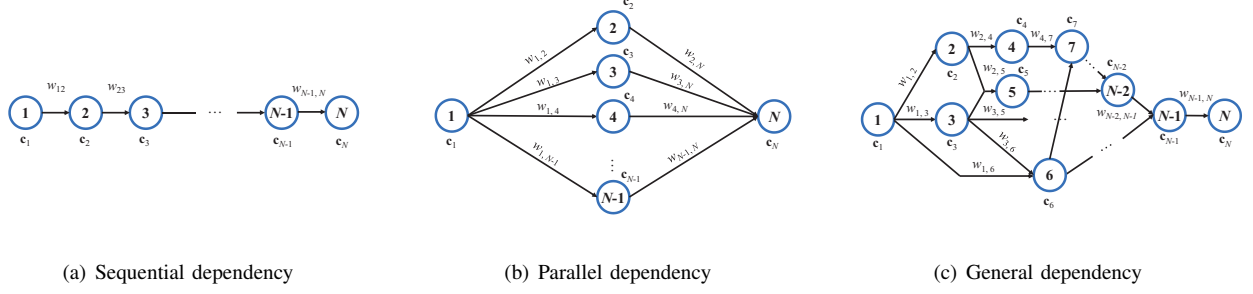 w12 w23 wN-1, N
1 2 3 ... N-1 N
c1 c2 c3 cN-1 cN
(a) Sequential dependency
c2
2
w1, 2 w2, N
c3
w1, 3 3 w3, N
c4
1 w1, 4 4 w4, N N
c1 cN
w1, N-1 ... wN-1, N
cN-1
N-1
(b) Parallel dependency
c4 c7
w2, 4 w4, 7
2 4 7
c2
w1, 2 w2, 5 c5 ... cN-2
5 ... N-2
w1, 3 w3, 5 wN-2, N-1 wN-1, N
1 3 ... N-1 N
c1 c3 cN-1 cN
w3, 6 ...
w1, 6 6
c6
(c) General dependency